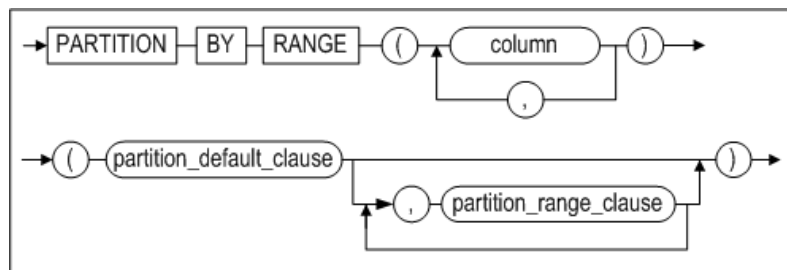 PARTITION BY RANGE ( column )
,
( partition_default_clause )
, partition_range_clause